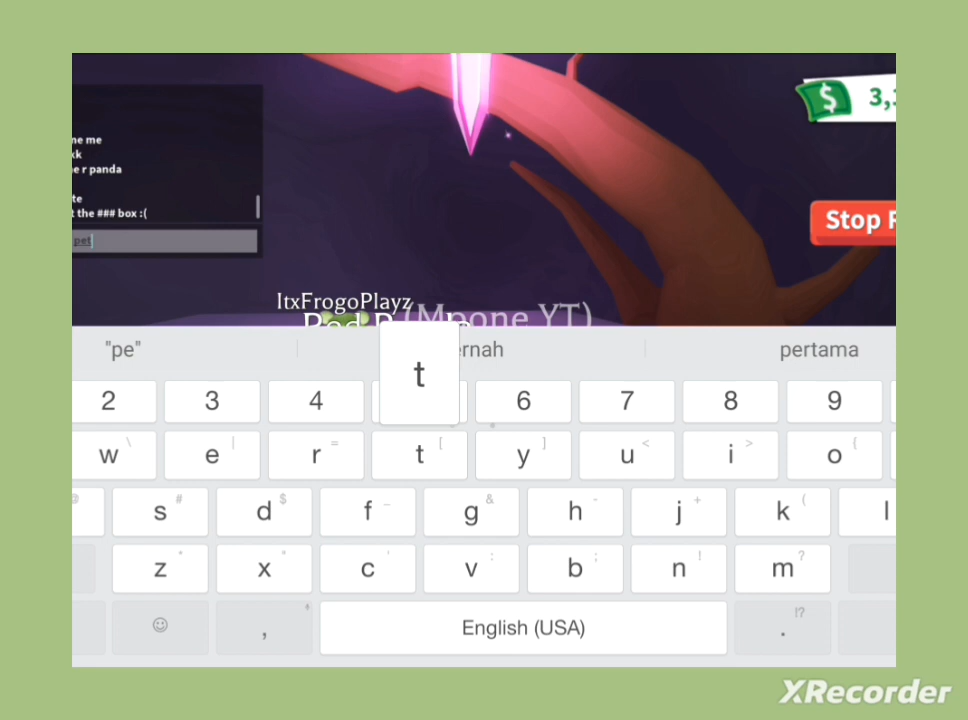 ne me
kk
e r panda
te
t the ### box :(
pet
$ 3,
Stop
ItxFrogoPlayz
(Mpone YT)
"pe"
ernah
pertama
t
2 3 4 6 7 8 9
w \ e | r = t [ y ] u < i > o {
@ s # d $ f _ g & h - j + k ( l
z x c ' v : b ; n ! m ?
, English (USA) . !?
XRecorder